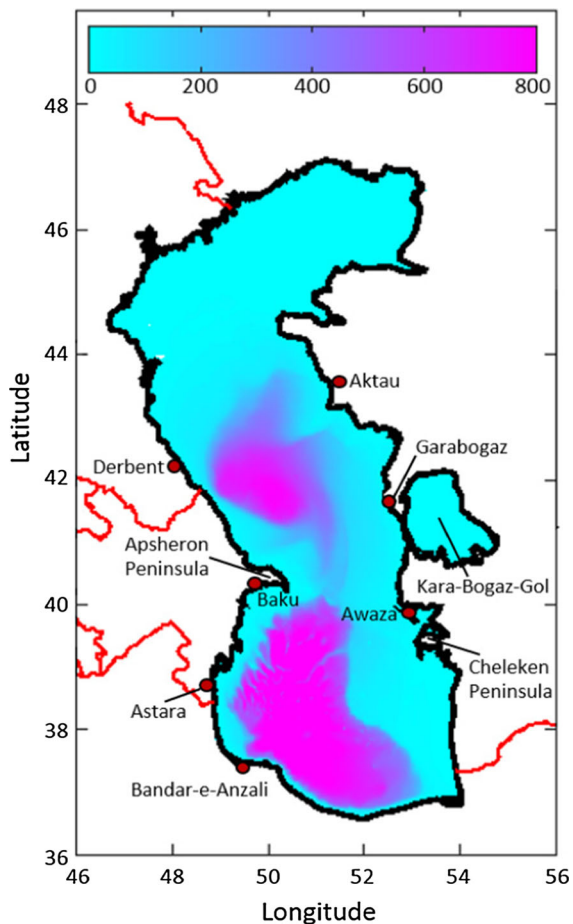 0 200 400 600 800
48
46
44
42
40
38
36
Latitude
Aktau
Derbent
Garabogaz
Apsheron
Peninsula
Kara-Bogaz-Gol
Baku
Awaza
Cheleken
Peninsula
Astara
Bandar-e-Anzali
46 48 50 52 54 56
Longitude